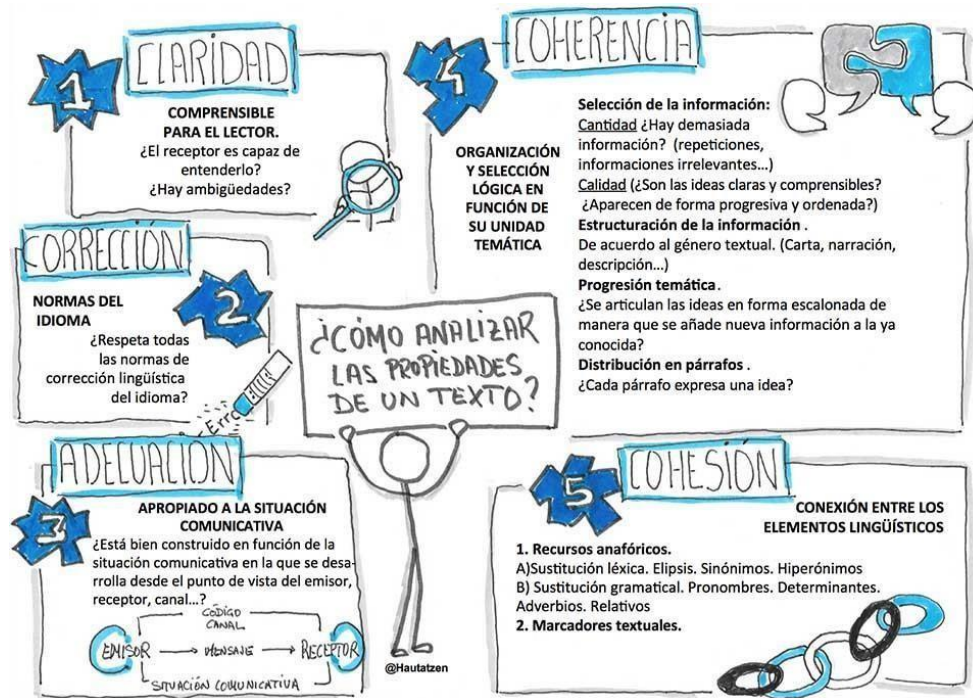 1
CLARIDAD
COMPRENSIBLE
PARA EL LECTOR.
¿El receptor es capaz de
entenderlo?
¿Hay ambigüedades?
CORRECCIÓN
2
NORMAS DEL
IDIOMA
¿Respeta todas
las normas de
corrección lingüística
del idioma?
Erro
ADECUACIÓN
3
APROPIADO A LA SITUACIÓN
COMUNICATIVA
¿Está bien construido en función de la
situación comunicativa en la que se desa-
rrolla desde el punto de vista del emisor,
receptor, canal...?
CÓDIGO
CANAL
EMISOR MENSAJE RECEPTOR
SITUACIÓN COMUNICATIVA
¿CÓMO ANALIZAR
LAS PROPIEDADES
DE UN TEXTO?
@Hautatzen
4
COHERENCIA
ORGANIZACIÓN
Y SELECCIÓN
LÓGICA EN
FUNCIÓN DE
SU UNIDAD
TEMÁTICA
Selección de la información:
Cantidad ¿Hay demasiada
información? (repeticiones,
informaciones irrelevantes...)
Calidad (¿Son las ideas claras y comprensibles?
¿Aparecen de forma progresiva y ordenada?)
Estructuración de la información .
De acuerdo al género textual. (Carta, narración,
descripción...)
Progresión temática.
¿Se articulan las ideas en forma escalonada de
manera que se añade nueva información a la ya
conocida?
Distribución en párrafos .
¿Cada párrafo expresa una idea?
5
COHESIÓN
CONEXIÓN ENTRE LOS
ELEMENTOS LINGÜÍSTICOS
1. Recursos anafóricos.
A)Sustitución léxica. Elipsis. Sinónimos. Hiperónimos
B) Sustitución gramatical. Pronombres. Determinantes.
Adverbios. Relativos
2. Marcadores textuales.